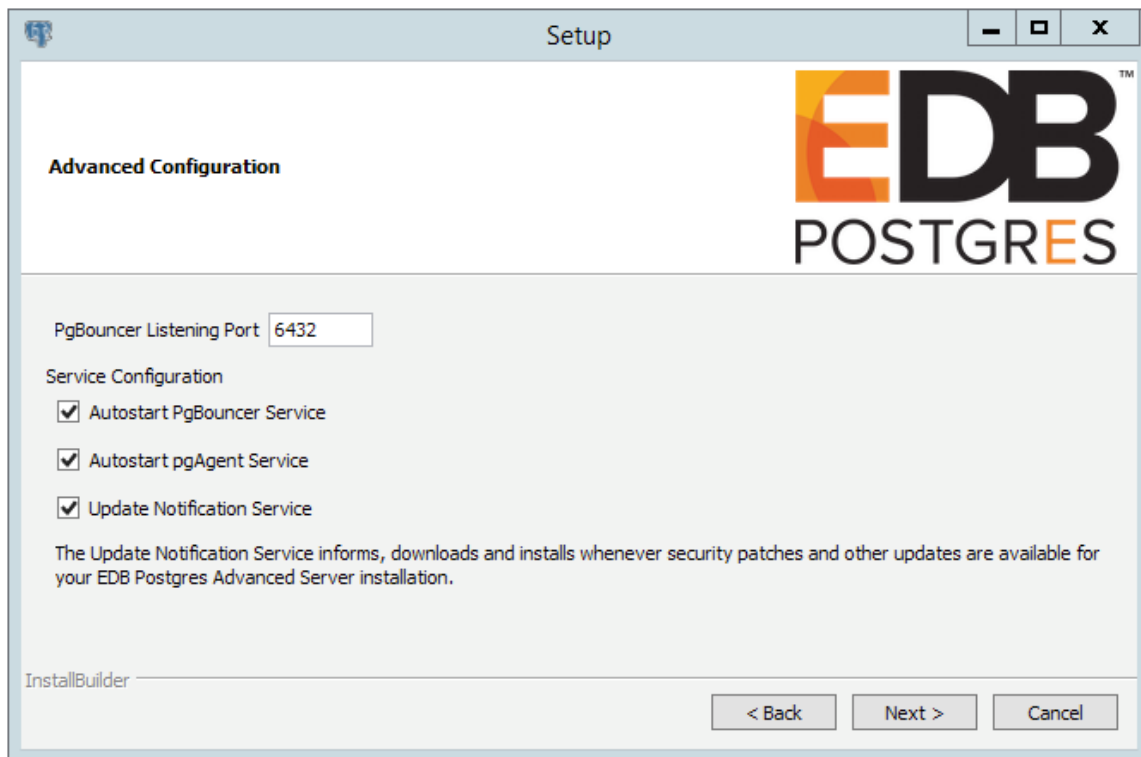 Setup
EDB™
POSTGRES
Advanced Configuration
PgBouncer Listening Port 6432
Service Configuration
Autostart PgBouncer Service
Autostart pgAgent Service
Update Notification Service
The Update Notification Service informs, downloads and installs whenever security patches and other updates are available for
your EDB Postgres Advanced Server installation.
InstallBuilder
< Back Next > Cancel